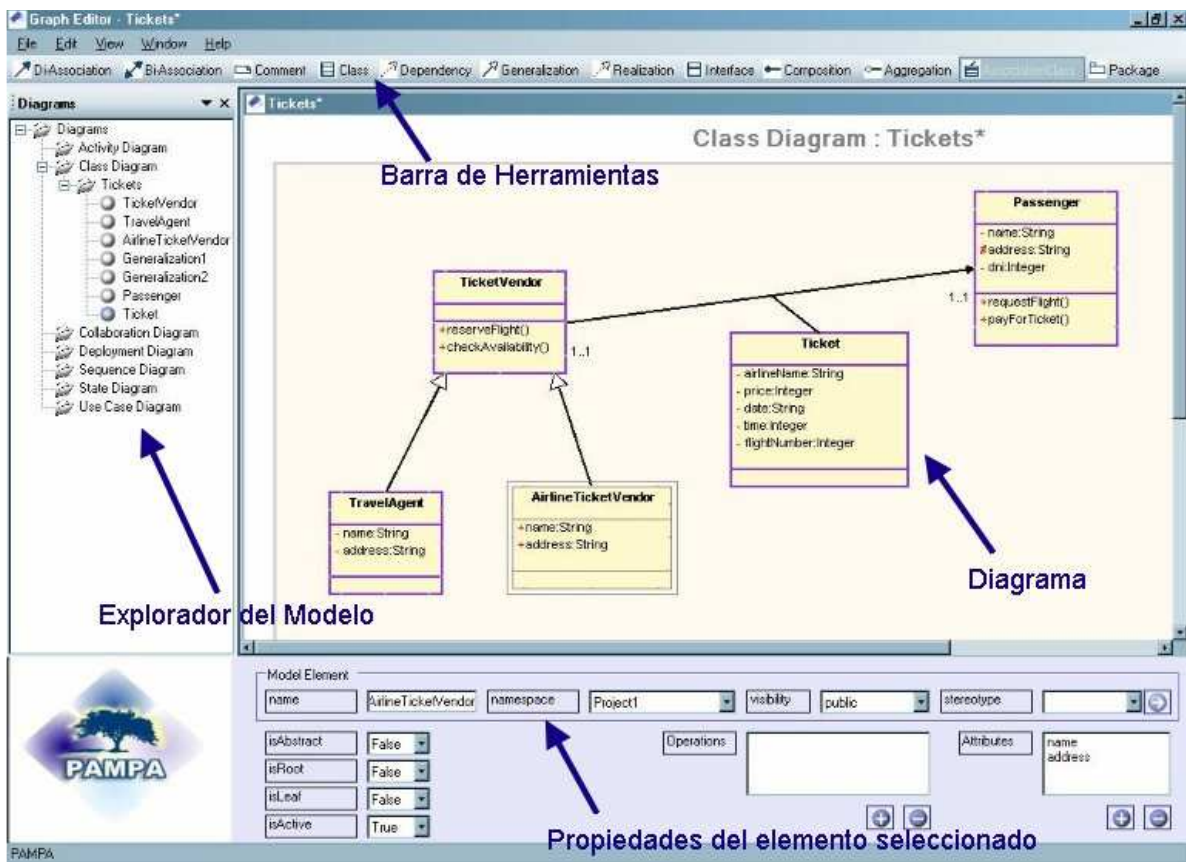 Graph Editor - Tickets*
File Edit View Window Help
Di-Association Bi-Association Comment Class Dependency Generalization Realization Interface Composition Aggregation Package
Diagrams
Diagrams
Activity Diagram
Class Diagram
Tickets
TicketVendor
TravelAgent
AirlineTicketVendor
Generalization1
Generalization2
Passenger
Ticket
Collaboration Diagram
Deployment Diagram
Sequence Diagram
State Diagram
Use Case Diagram
Explorador del Modelo
Tickets*
Class Diagram : Tickets*
Barra de Herramientas
Passenger
- name:String
#address:String
- dni:Integer
+requestFlight()
+payForTicket()
1..1
TicketVendor
+reserveFlight()
+checkAvailability()
1..1
Ticket
- airlineName:String
- price:Integer
- date:String
- time:Integer
- flightNumber:Integer
TravelAgent
- name:String
- address:String
AirlineTicketVendor
+name:String
+address:String
Diagrama
PAMPA
Model Element
name AirlineTicketVendor namespace Project1 visibility public stereotype
isAbstract False
isRoot False
isLeaf False
isActive True
Operations
Attributes
name
address
Propiedades del elemento seleccionado
PAMPA